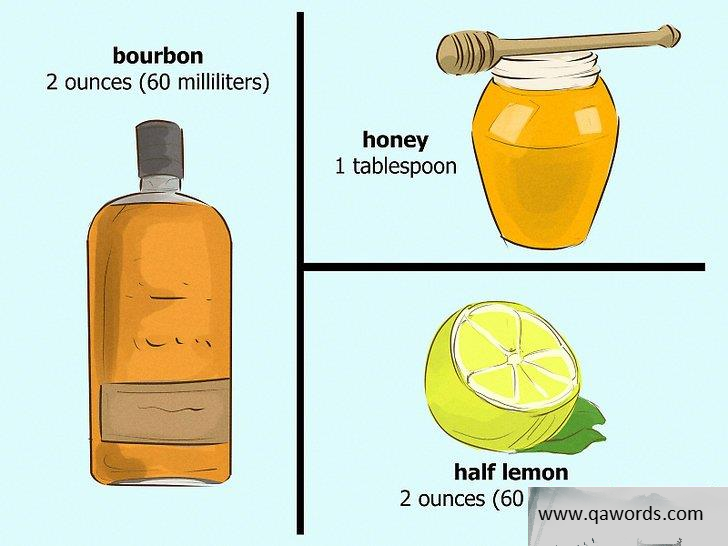 bourbon
2 ounces (60 milliliters)
honey
1 tablespoon
half lemon
2 ounces (60
www.qawords.com